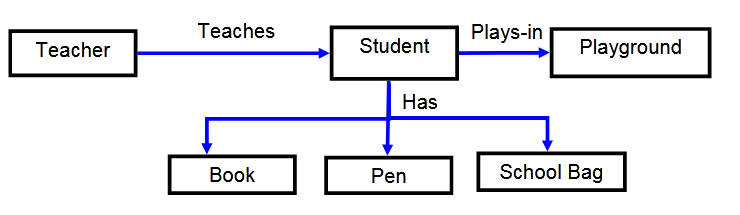 Teaches
Plays-in
Teacher
Student
Playground
Has
Book
Pen
School Bag